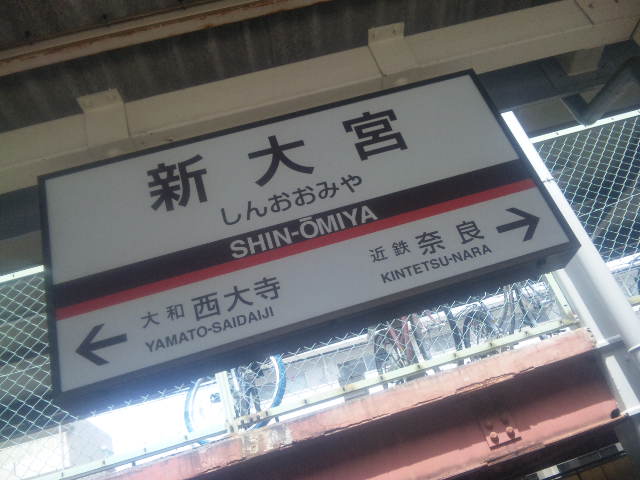 新大宮
しんおおみや
SHIN-ŌMIYA
近鉄 奈良 →
KINTETSU-NARA
← 大和 西大寺
YAMATO-SAIDAIJI